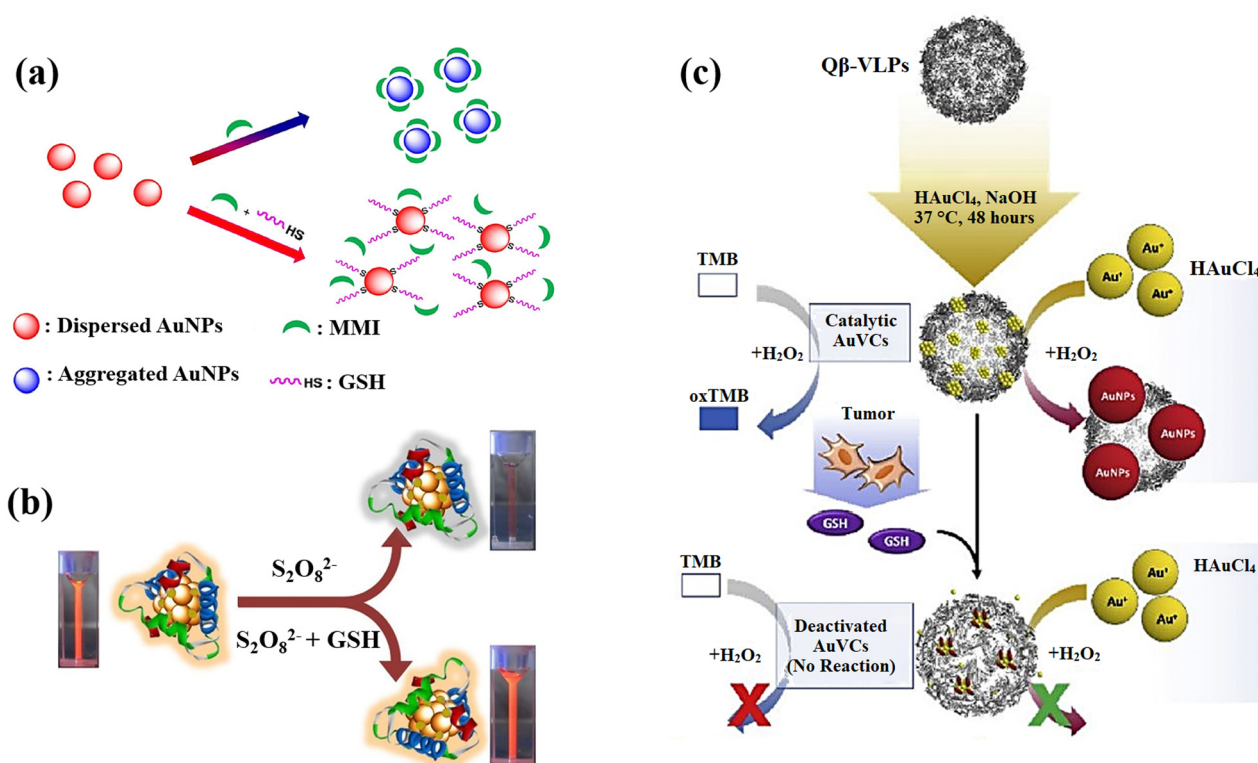 (a)
HS
s s
s s
s s
s s
s s
s s
s s
s s
: Dispersed AuNPs
: MMI
: Aggregated AuNPs
HS : GSH
(b)
S₂O₈²⁻
S₂O₈²⁻ + GSH
(c)
Qβ-VLPs
HAuCl₄, NaOH
37 °C, 48 hours
TMB
Catalytic
AuVCs
+H₂O₂
oxTMB
Au⁺
Au⁺
Au⁺
HAuCl₄
+H₂O₂
AuNPs
AuNPs
AuNPs
Tumor
GSH
GSH
TMB
Deactivated
AuVCs
(No Reaction)
+H₂O₂
X
Au⁺
Au⁺
Au⁺
HAuCl₄
+H₂O₂
X